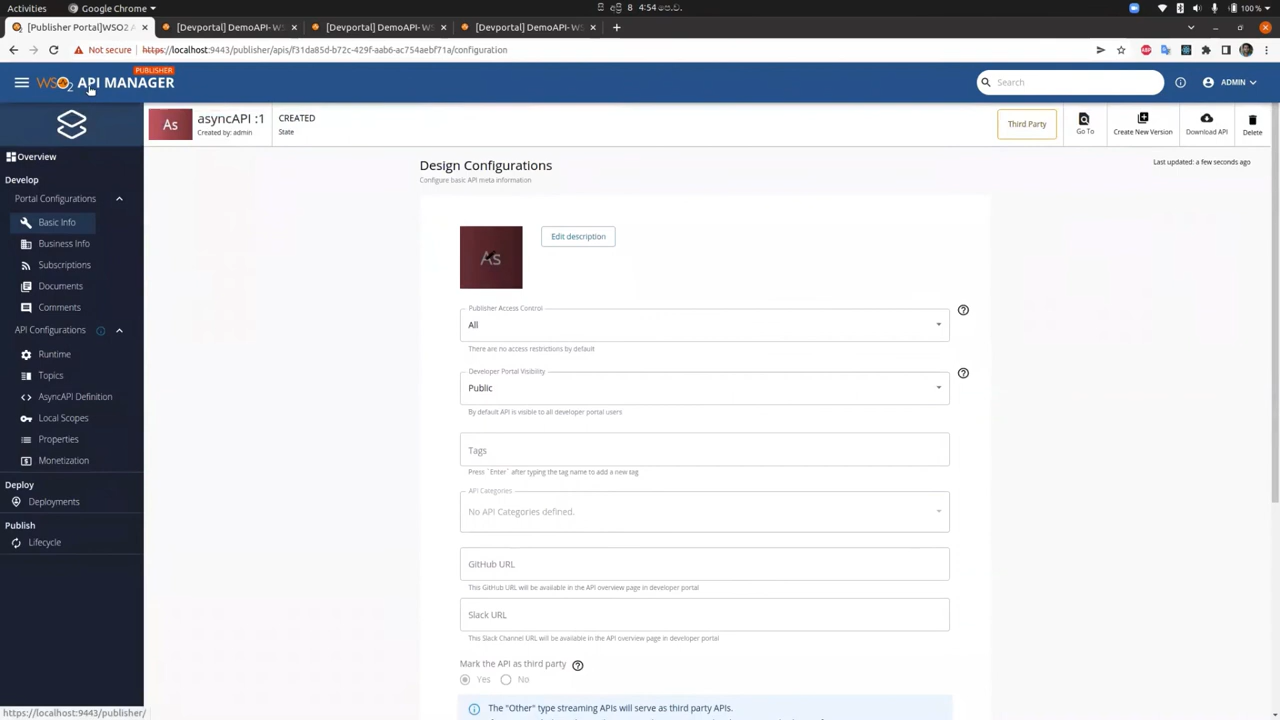 Activities
Google Chrome
ද 8 4:54 ප.ව.
100 %
[Publisher Portal]WSO2 A
[Devportal] DemoAPI-
[Devportal] DemoAPI-
[Devportal] DemoAPI-
Not secure
https://localhost:9443/publisher/apis/f31da85d-b72c-429f-aab6-ac754aebf71a/configuration
WSO2 API MANAGER
PUBLISHER
Search
ADMIN
As
asyncAPI :1
Created by: admin
CREATED
State
Third Party
Go To
Create New Version
Download API
Delete
Last updated: a few seconds ago
Overview
Develop
Portal Configurations
Basic Info
Business Info
Subscriptions
Documents
Comments
API Configurations
Runtime
Topics
AsyncAPI Definition
Local Scopes
Properties
Monetization
Deploy
Deployments
Publish
Lifecycle
Design Configurations
Configure basic API meta information
As
Edit description
Publisher Access Control
All
There are no access restrictions by default
Developer Portal Visibility
Public
By default API is visible to all developer portal users
Tags
Press `Enter` after typing the tag name to add a new tag
API Categories
No API Categories defined.
GitHub URL
This GitHub URL will be available in the API overview page in developer portal
Slack URL
This Slack Channel URL will be available in the API overview page in developer portal
Mark the API as third party
Yes
No
The "Other" type streaming APIs will serve as third party APIs.
https://localhost:9443/publisher/